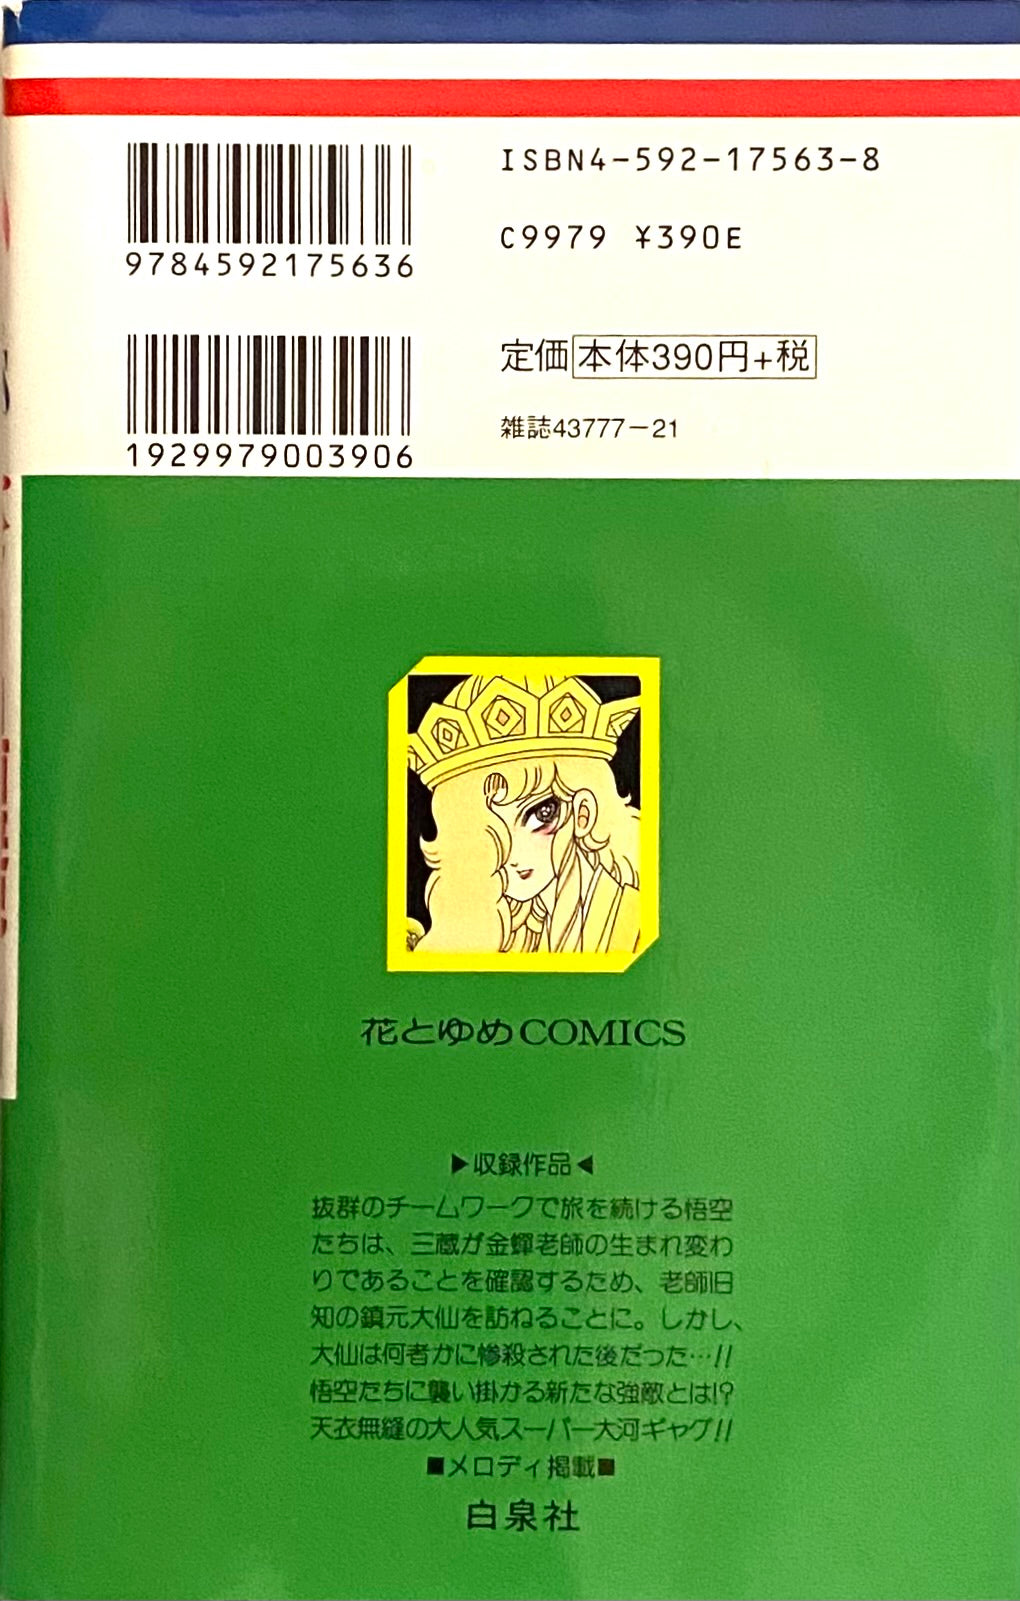 ISBN4-592-17563-8
C9979 ¥390E
9784592175636
定価本体390円+税
雑誌43777-21
1929979003906
花とゆめCOMICS
▶収録作品◀
抜群のチームワークで旅を続ける悟空
たちは、三蔵が金蟬老師の生まれ変わ
りであることを確認するため、老師旧
知の鎮元大仙を訪ねることに。しかし、
大仙は何者かに惨殺された後だった…!!
悟空たちに襲い掛かる新たな強敵とは!?
天衣無縫の大人気スーパー大河ギャグ!!
■メロディ掲載■
白泉社